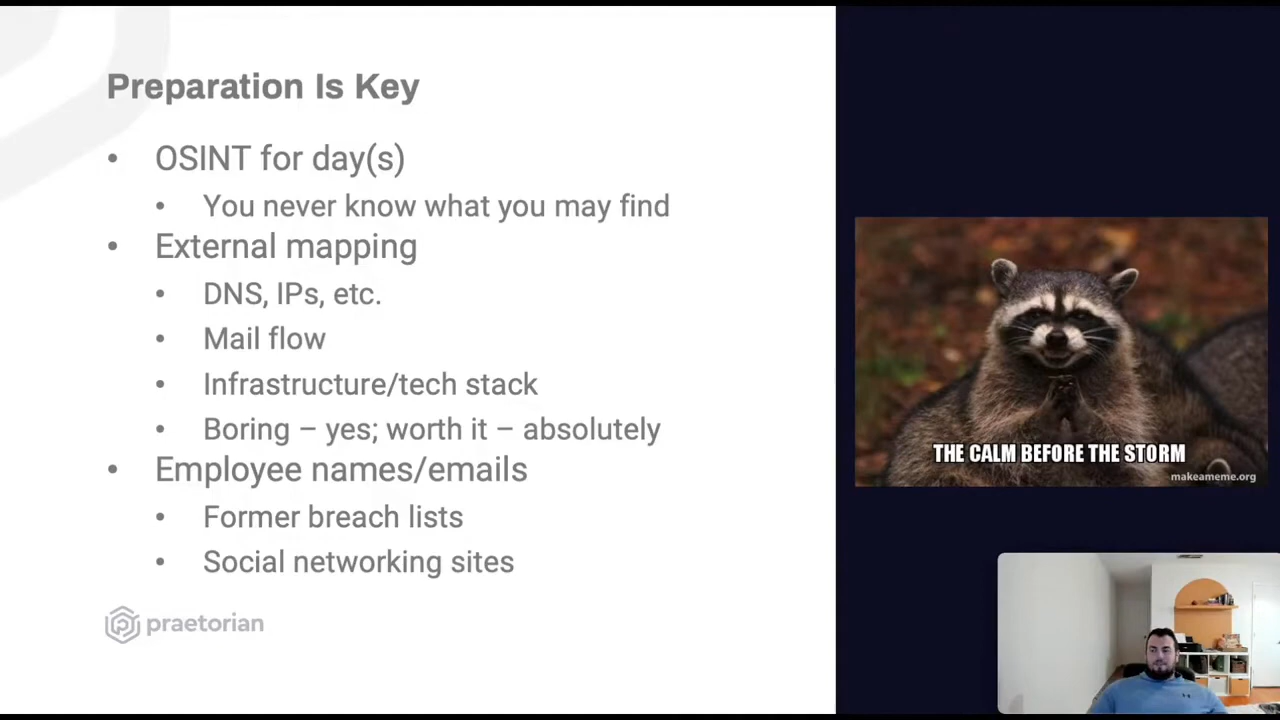 Preparation Is Key
• OSINT for day(s)
• You never know what you may find
• External mapping
• DNS, IPs, etc.
• Mail flow
• Infrastructure/tech stack
• Boring – yes; worth it – absolutely
• Employee names/emails
• Former breach lists
• Social networking sites
praetorian
THE CALM BEFORE THE STORM
makeameme.org